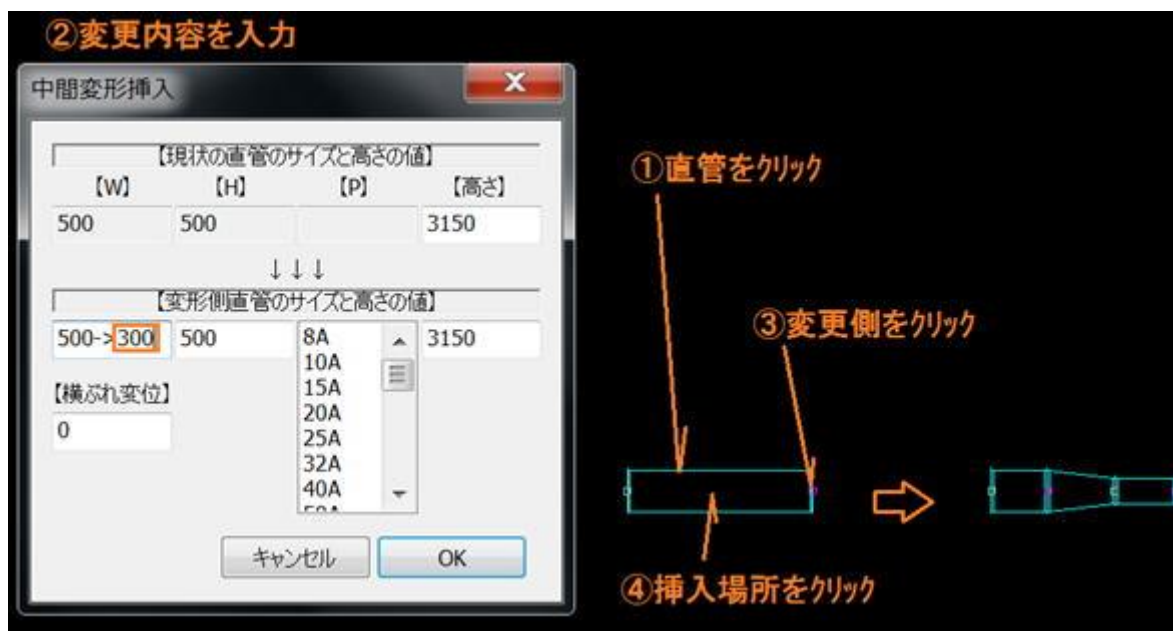 ②変更内容を入力
中間変形挿入
【現状の直管のサイズと高さの値】
【W】 【H】 【P】 【高さ】
500 500 3150
↓↓↓
【変形側直管のサイズと高さの値】
500->300 500 8A 3150
10A
15A
【横ぶれ変位】
20A
0
25A
32A
40A
キャンセル OK
①直管をクリック
③変更側をクリック
④挿入場所をクリック